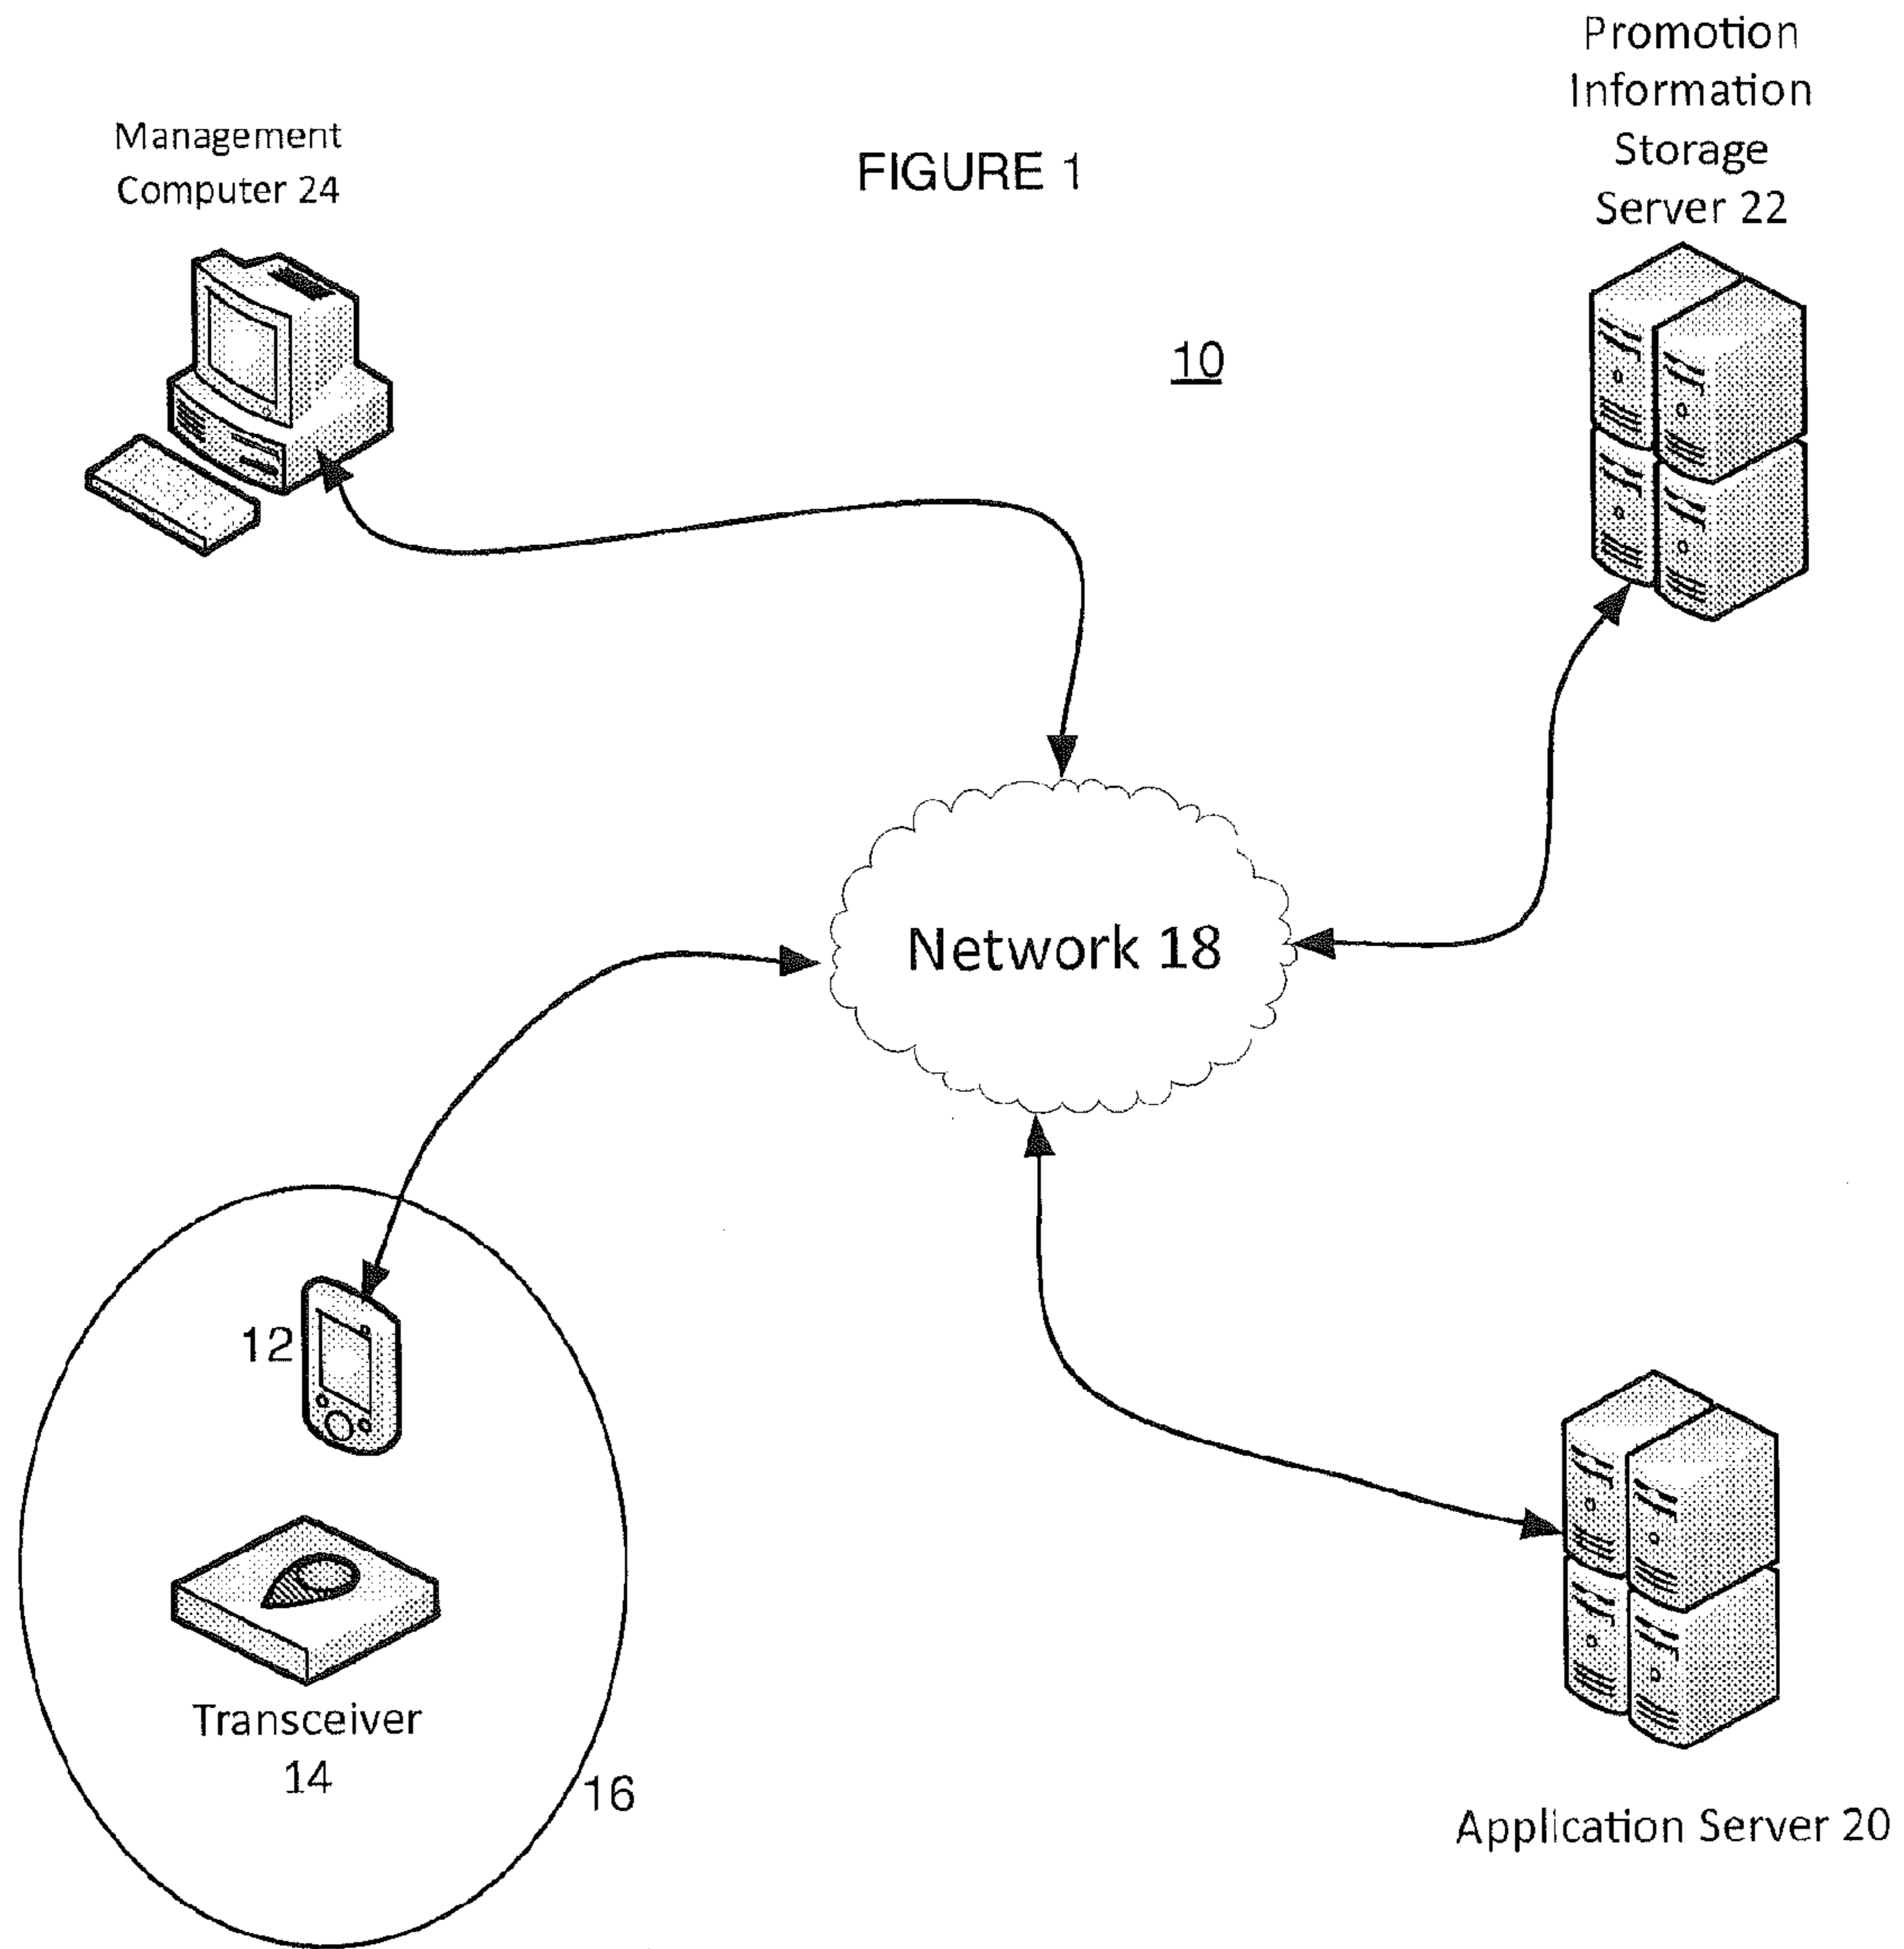 Promotion
Information
Storage
Server 22
Management
Computer 24
FIGURE 1
10
Network 18
12
Transceiver
14
16
Application Server 20